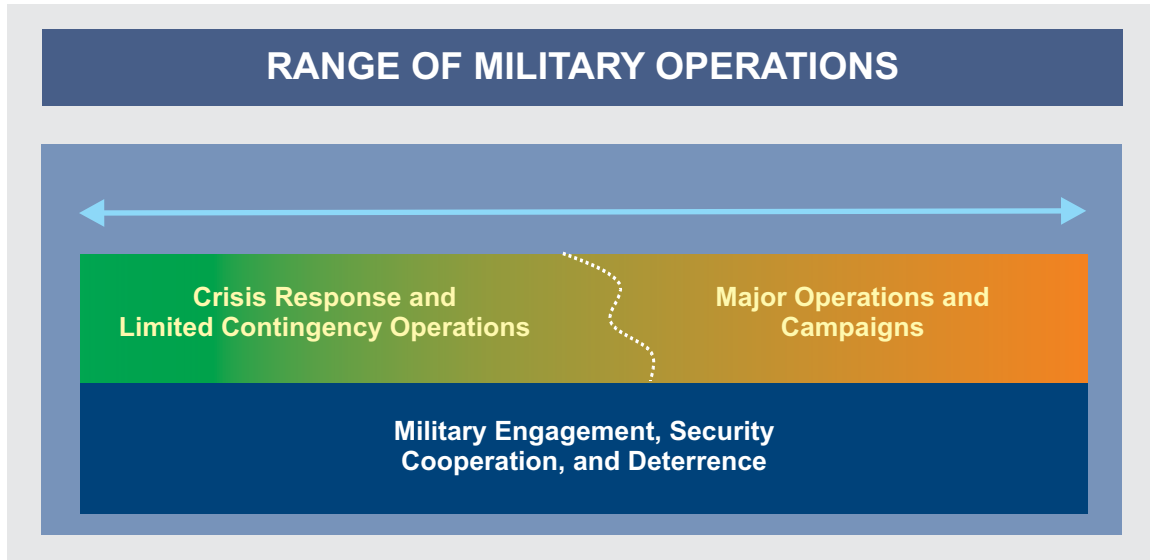 RANGE OF MILITARY OPERATIONS
Crisis Response and
Limited Contingency Operations
Major Operations and
Campaigns
Military Engagement, Security
Cooperation, and Deterrence